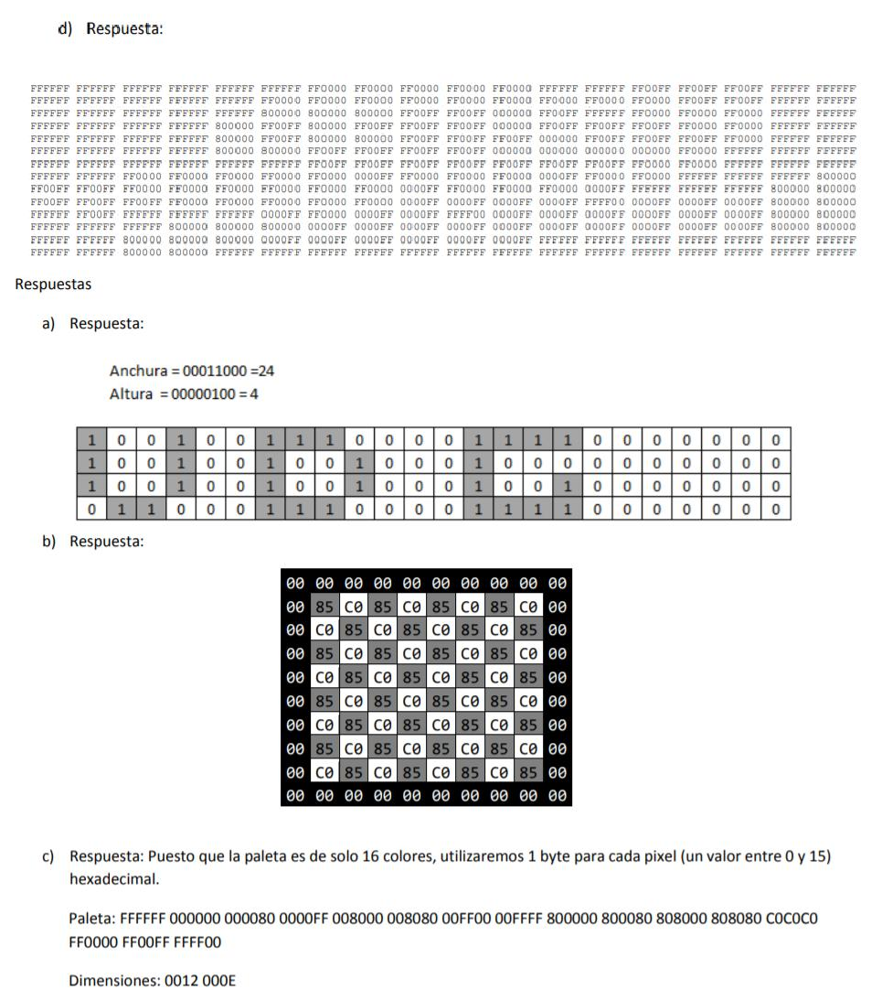 d) Respuesta:
FFFFFF FFFFFF FFFFFF FFFFFF FFFFFF FFFFFF FF0000 FF0000 FF0000 FF0000 FF0000 FFFFFF FFFFFF FF00FF FF00FF FF00FF FFFFFF FFFFFF
FFFFFF FFFFFF FFFFFF FFFFFF FFFFFF FF0000 FF0000 FF0000 FF0000 FF0000 FF0000 FF0000 FF0000 FF0000 FF00FF FF00FF FFFFFF FFFFFF
FFFFFF FFFFFF FFFFFF FFFFFF FFFFFF 800000 800000 800000 FF00FF FF00FF 000000 FF00FF FFFFFF FF0000 FF0000 FF0000 FFFFFF FFFFFF
FFFFFF FFFFFF FFFFFF FFFFFF 800000 FF00FF 800000 FF00FF FF00FF FF00FF 000000 FF00FF FF00FF FF00FF FF0000 FF0000 FFFFFF FFFFFF
FFFFFF FFFFFF FFFFFF FFFFFF 800000 FF00FF 800000 800000 FF00FF FF00FF FF00FF 000000 FF00FF FF00FF FF00FF FF0000 FFFFFF FFFFFF
FFFFFF FFFFFF FFFFFF FFFFFF 800000 800000 FF00FF FF00FF FF00FF FF00FF 000000 000000 000000 000000 FF0000 FFFFFF FFFFFF FFFFFF
FFFFFF FFFFFF FFFFFF FFFFFF FFFFFF FFFFFF FF00FF FF00FF FF00FF FF00FF FF00FF FF00FF FF00FF FF0000 FF0000 FFFFFF FFFFFF FFFFFF
FFFFFF FFFFFF FF0000 FF0000 FF0000 FF0000 FF0000 0000FF FF0000 FF0000 FF0000 0000FF FF0000 FF0000 FFFFFF FFFFFF FFFFFF 800000
FF00FF FF00FF FF0000 FF0000 FF0000 FF0000 FF0000 FF0000 0000FF FF0000 FF0000 FF0000 0000FF FFFFFF FFFFFF FFFFFF 800000 800000
FF00FF FF00FF FF00FF FF0000 FF0000 FF0000 FF0000 FF0000 0000FF 0000FF 0000FF 0000FF FFFF00 0000FF 0000FF 0000FF 800000 800000
FFFFFF FF00FF FFFFFF FFFFFF FFFFFF 0000FF FF0000 0000FF 0000FF FFFF00 0000FF 0000FF 0000FF 0000FF 0000FF 0000FF 800000 800000
FFFFFF FFFFFF FFFFFF 800000 800000 800000 0000FF 0000FF 0000FF 0000FF 0000FF 0000FF 0000FF 0000FF 0000FF 0000FF 800000 800000
FFFFFF FFFFFF 800000 800000 800000 0000FF 0000FF 0000FF 0000FF 0000FF 0000FF FFFFFF FFFFFF FFFFFF FFFFFF FFFFFF FFFFFF FFFFFF
FFFFFF FFFFFF 800000 800000 FFFFFF FFFFFF FFFFFF FFFFFF FFFFFF FFFFFF FFFFFF FFFFFF FFFFFF FFFFFF FFFFFF FFFFFF FFFFFF FFFFFF
Respuestas
a) Respuesta:
Anchura = 00011000 =24
Altura = 00000100 = 4
1 0 0 1 0 0 1 1 1 0 0 0 0 1 1 1 1 0 0 0 0 0 0 0
1 0 0 1 0 0 1 0 0 1 0 0 0 1 0 0 0 0 0 0 0 0 0 0
1 0 0 1 0 0 1 0 0 1 0 0 0 1 0 0 1 0 0 0 0 0 0 0
0 1 1 0 0 0 1 1 1 0 0 0 0 1 1 1 1 0 0 0 0 0 0 0
b) Respuesta:
00 00 00 00 00 00 00 00 00 00
00 85 C0 85 C0 85 C0 85 C0 00
00 C0 85 C0 85 C0 85 C0 85 00
00 85 C0 85 C0 85 C0 85 C0 00
00 C0 85 C0 85 C0 85 C0 85 00
00 85 C0 85 C0 85 C0 85 C0 00
00 C0 85 C0 85 C0 85 C0 85 00
00 85 C0 85 C0 85 C0 85 C0 00
00 C0 85 C0 85 C0 85 C0 85 00
00 00 00 00 00 00 00 00 00 00
c) Respuesta: Puesto que la paleta es de solo 16 colores, utilizaremos 1 byte para cada pixel (un valor entre 0 y 15)
hexadecimal.
Paleta: FFFFFF 000000 000080 0000FF 008000 008080 00FF00 00FFFF 800000 800080 808000 808080 C0C0C0
FF0000 FF00FF FFFF00
Dimensiones: 0012 000E